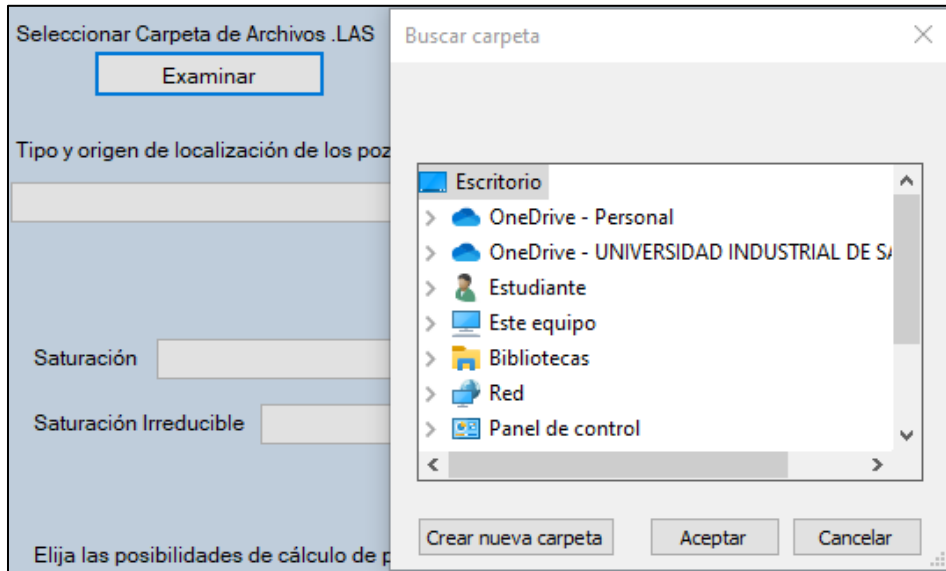 Seleccionar Carpeta de Archivos .LAS
Examinar
Tipo y origen de localización de los
Saturación
Saturación Irreducible
Elija las posibilidades de cálculo de
Buscar carpeta
Escritorio
OneDrive - Personal
OneDrive - UNIVERSIDAD INDUSTRIAL DE
Estudiante
Este equipo
Bibliotecas
Red
Panel de control
Crear nueva carpeta
Aceptar
Cancelar